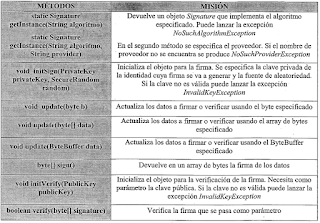 MÉTODOS
MISIÓN
static Signature
getInstance(String algoritmo)
static Signature
getInstance(String algoritmo,
String provider)
Devuelve un objeto Signature que implementa el algoritmo
especificado. Puede lanzar la excepción
NoSuchAlgorithmException
En el segundo método se especifica el proveedor. Si el nombre de
proveedor no se encuentra se produce NoSuchProviderException
void initSign(PrivateKey
privateKey, SecureRandom
random)
Inicializa el objeto para la firma. Se especifica la clave privada de
la identidad cuya firma se va a generar y la fuente de aleatoriedad.
Si la clave no es válida puede lanzar la excepción
InvalidKeyException
void update(byte b)
Actualiza los datos a firmar o verificar usando el byte especificado
void update(byte[] data)
Actualiza los datos a firmar o verificar usando el array de bytes
especificado
void update(ByteBuffer data)
Actualiza los datos a firmar o verificar usando el ByteBuffer
especificado
byte[] sign()
Devuelve en un array de bytes la firma de los datos
void initVerify(PublicKey
publicKey)
Inicializa el objeto para la verificación de la firma. Necesita como
parámetro la clave pública. Si la clave no es válida puede lanzar la
excepción InvalidKeyException
boolean verify(byte[] signature)
Verifica la firma que se pasa como parámetro